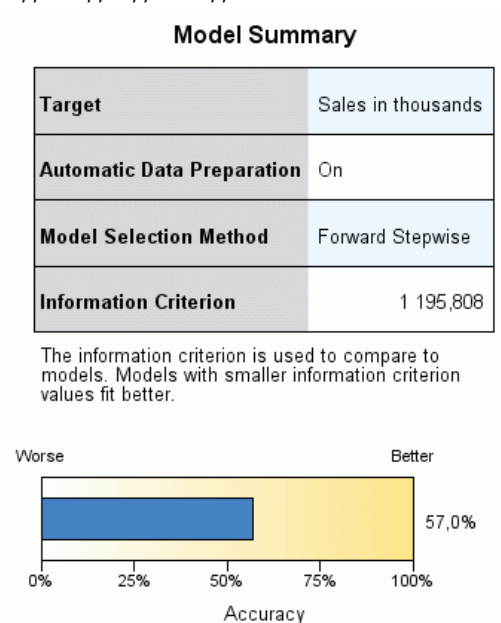 Model Summary
Target Sales in thousands
Automatic Data Preparation On
Model Selection Method Forward Stepwise
Information Criterion 1 195,808
The information criterion is used to compare to
models. Models with smaller information criterion
values fit better.
Worse Better
57,0%
0% 25% 50% 75% 100%
Accuracy